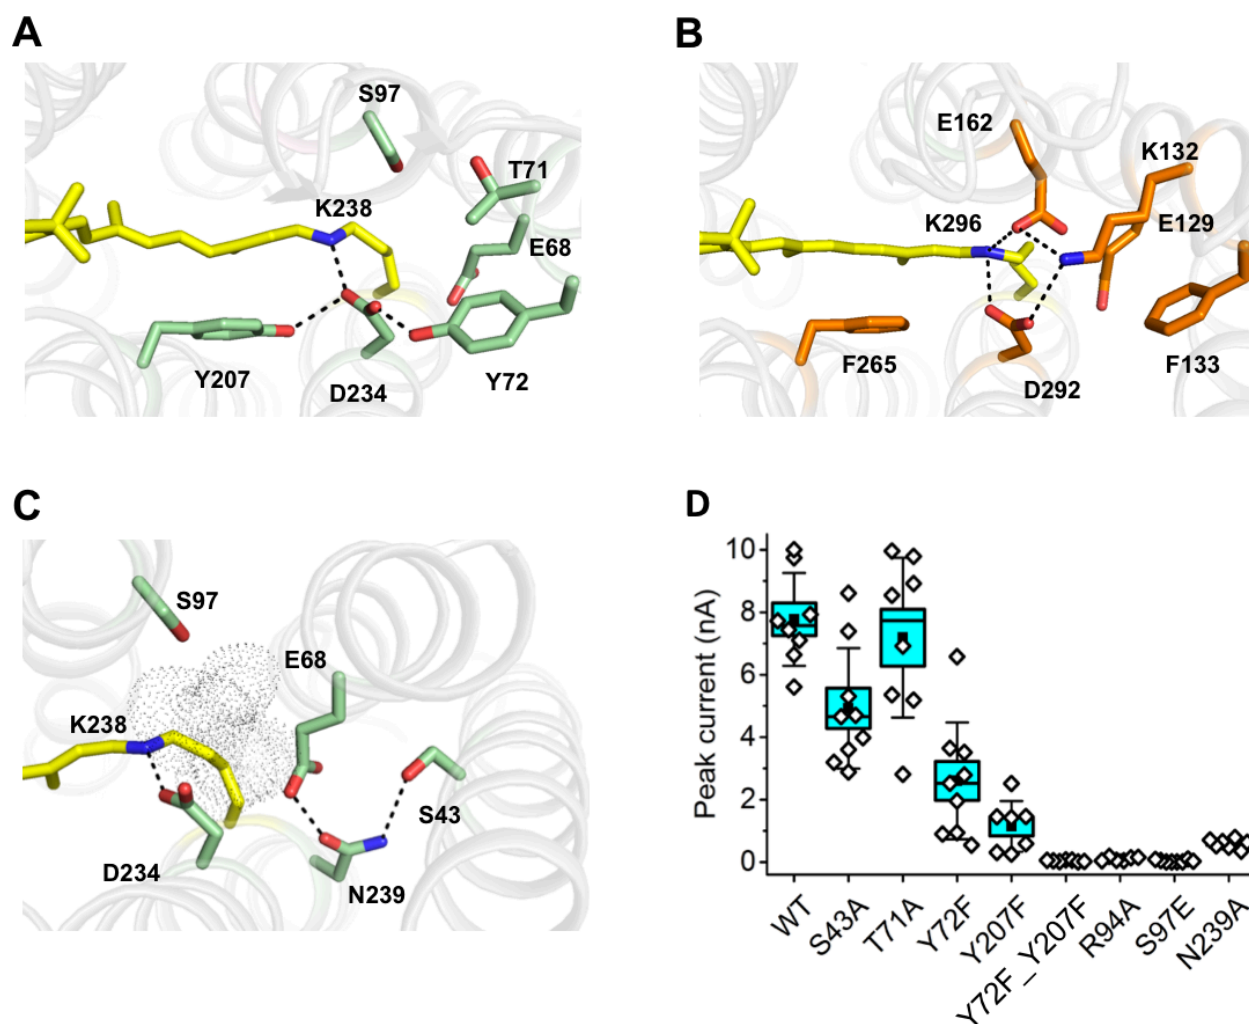 A
S97
T71
K238
E68
Y207
D234
Y72
B
E162
K132
K296
E129
F265
F133
D292
C
S97
E68
K238
S43
D234
N239
D
Peak current (nA)
10
8
6
4
2
0
WT
S43A
T71A
Y72F
Y207F
Y72F_Y207F
R94A
S97E
N239A